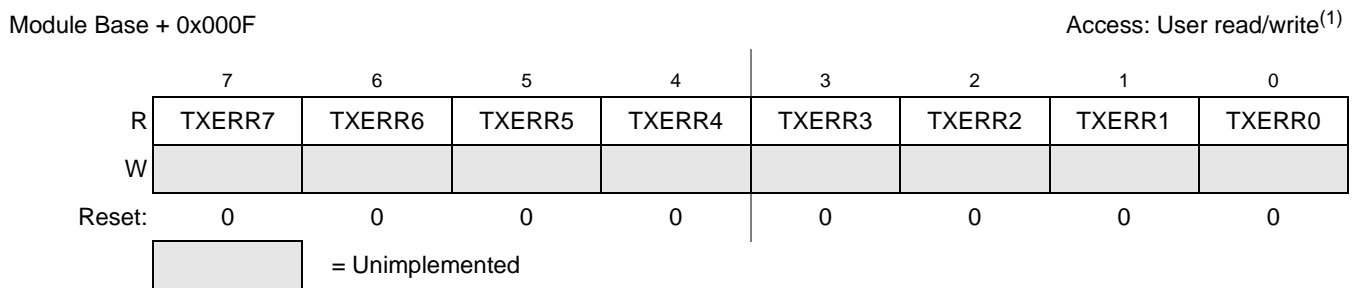 Module Base + 0x000F Access: User read/write(1)
7 6 5 4 3 2 1 0
R TXERR7 TXERR6 TXERR5 TXERR4 TXERR3 TXERR2 TXERR1 TXERR0
W
Reset: 0 0 0 0 0 0 0 0
= Unimplemented